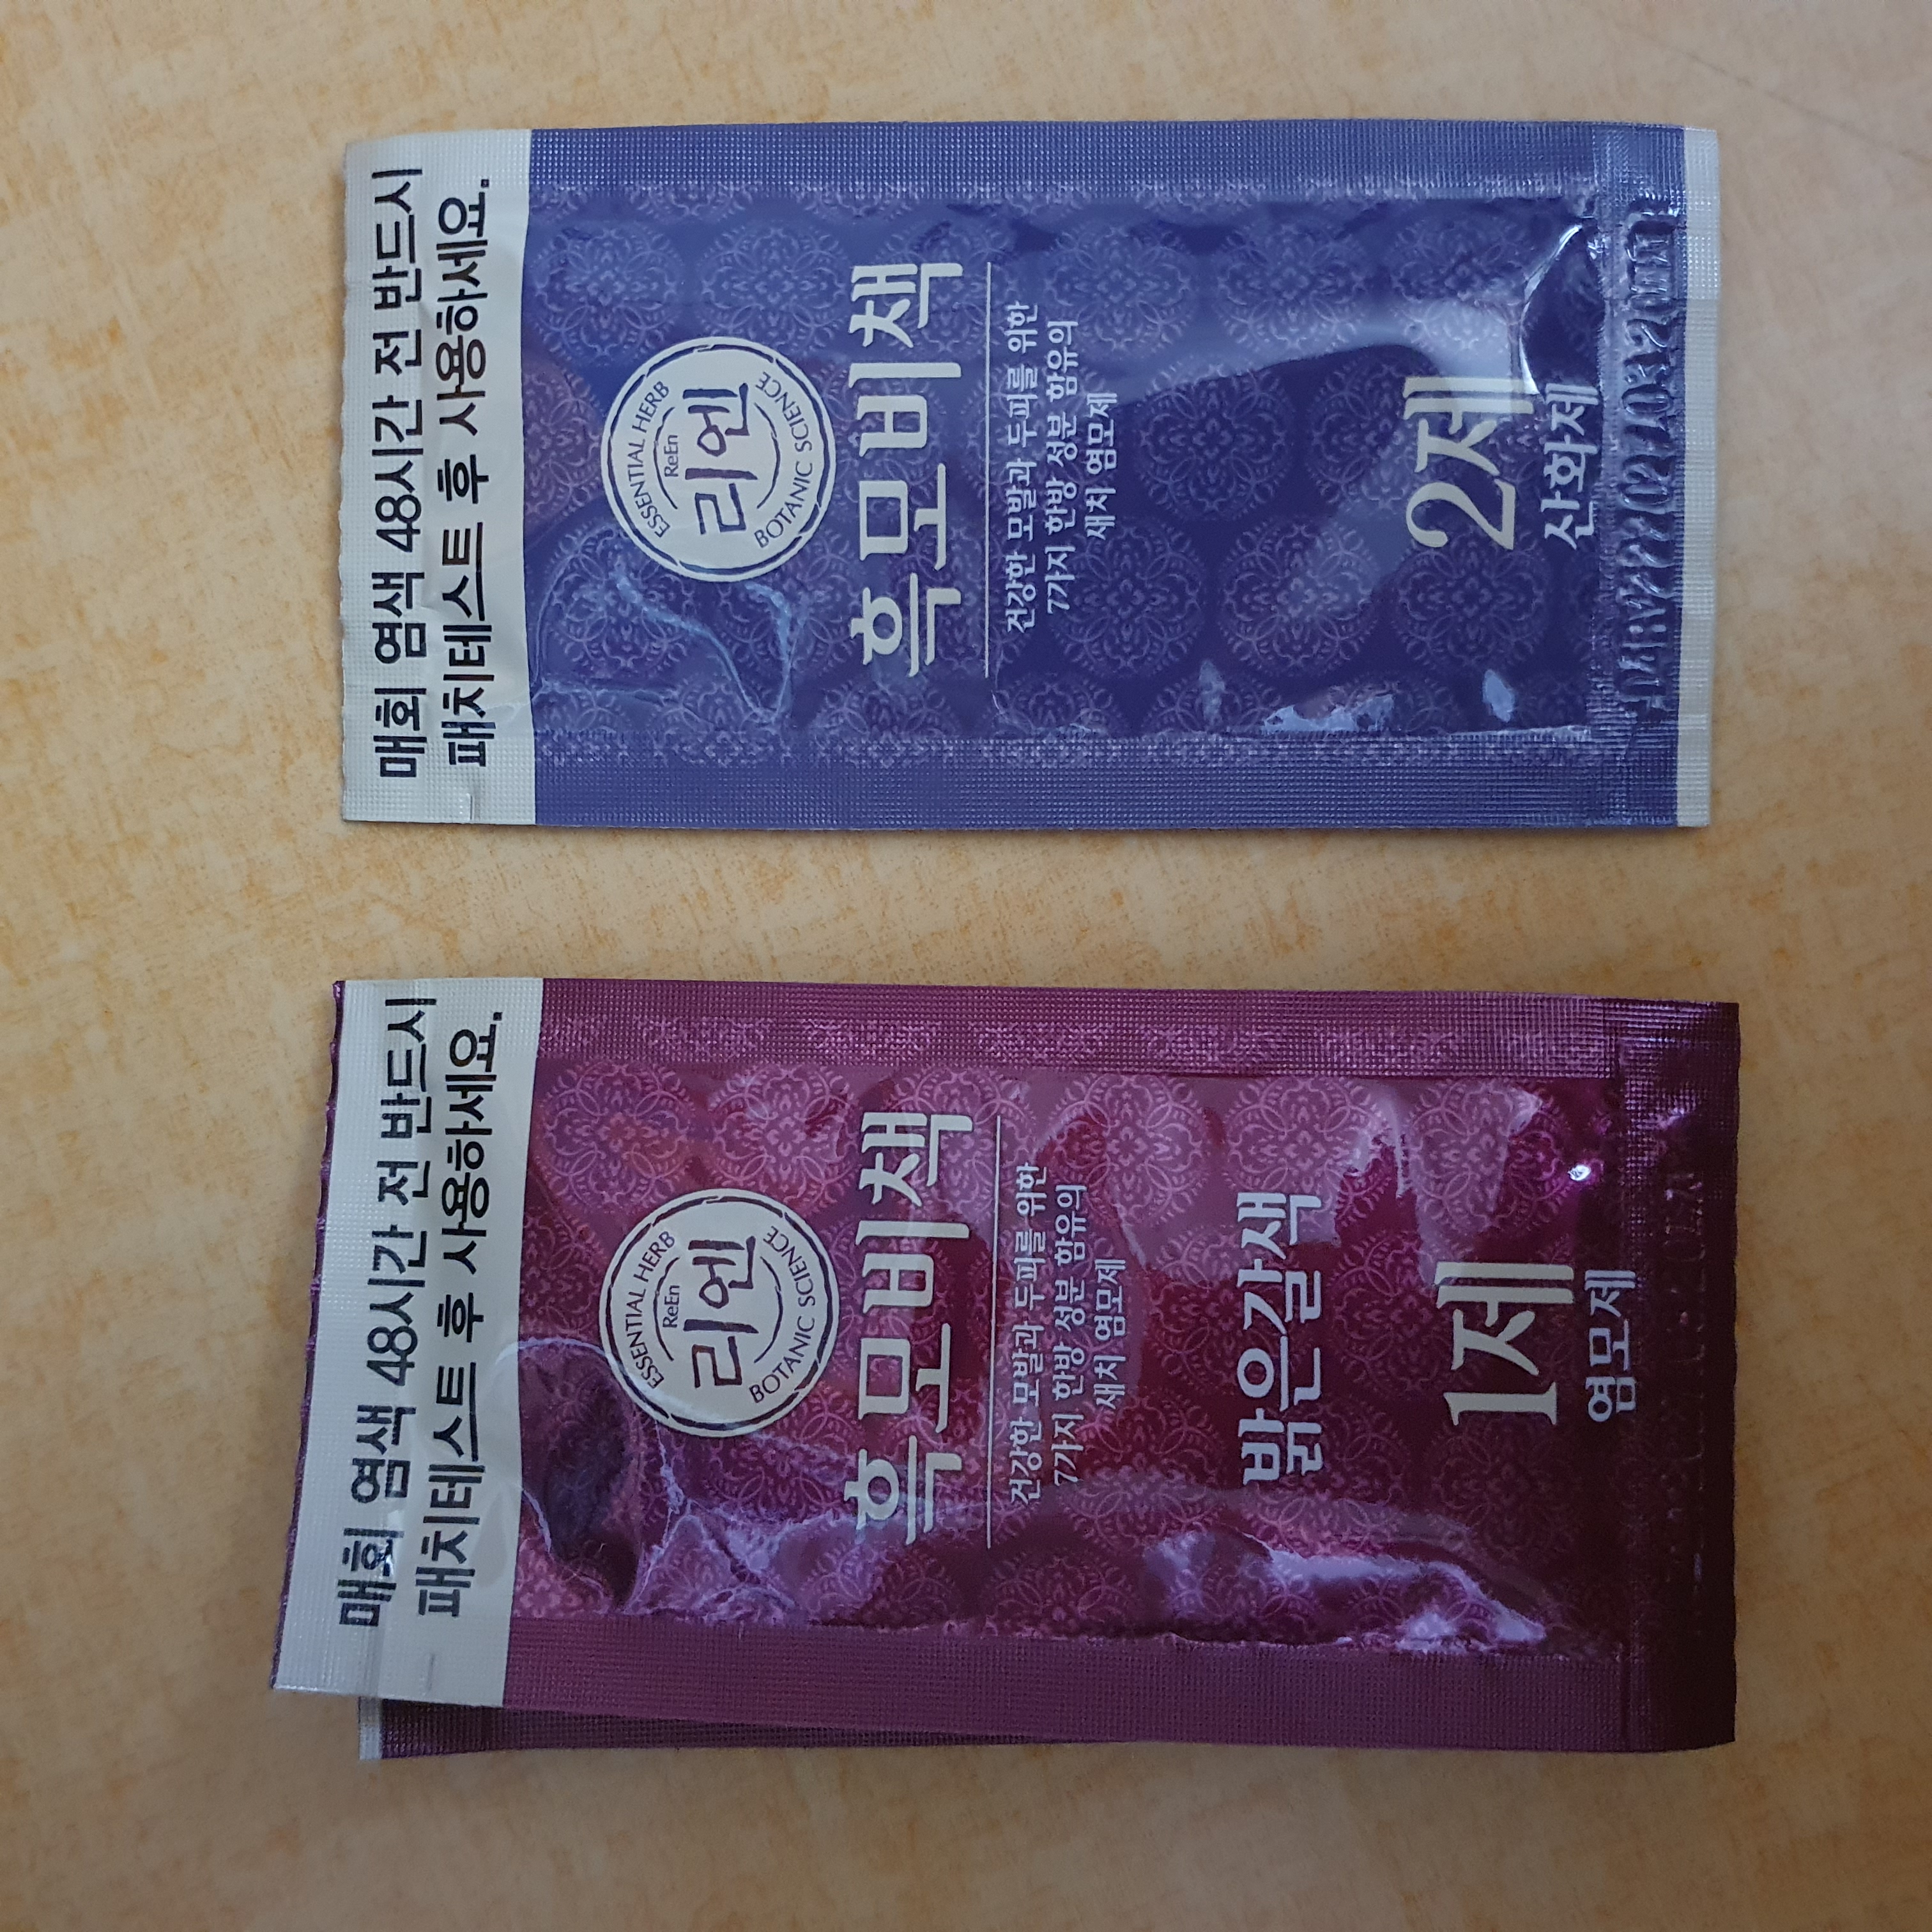 매회 염색 48시간 전 반드시
패치테스트 후 사용하세요.
ESSENTIAL HERB
ReEn
리엔
BOTANIC SCIENCE
흑모비책
건강한 모발과 두피를 위한
7가지 한방 성분 함유의
새치 염모제
2제
산화제
매회 염색 48시간 전 반드시
패치테스트 후 사용하세요.
ESSENTIAL HERB
ReEn
리엔
BOTANIC SCIENCE
흑모비책
건강한 모발과 두피를 위한
7가지 한방 성분 함유의
새치 염모제
밝은갈색
1제
염모제